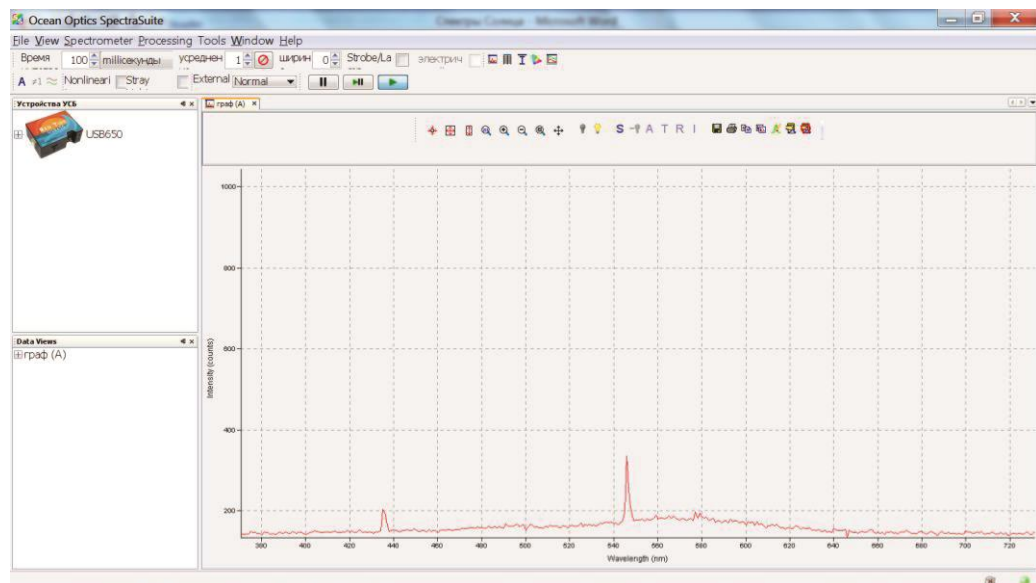 Ocean Optics SpectraSuite
Спектры Солнца - Microsoft Word
File View Spectrometer Processing Tools Window Help
Время 100 millисекунды усреднен 1 ширин 0 Strobe/La электрич
Nonlineari Stray External Normal
Устройства УСБ
граф (A)
USB650
S T A T R I
1000
800
600
400
200
Intensity (counts)
Data Views
граф (A)
380 400 420 440 460 480 500 520 540 560 580 600 620 640 660 680 700 720
Wavelength (nm)